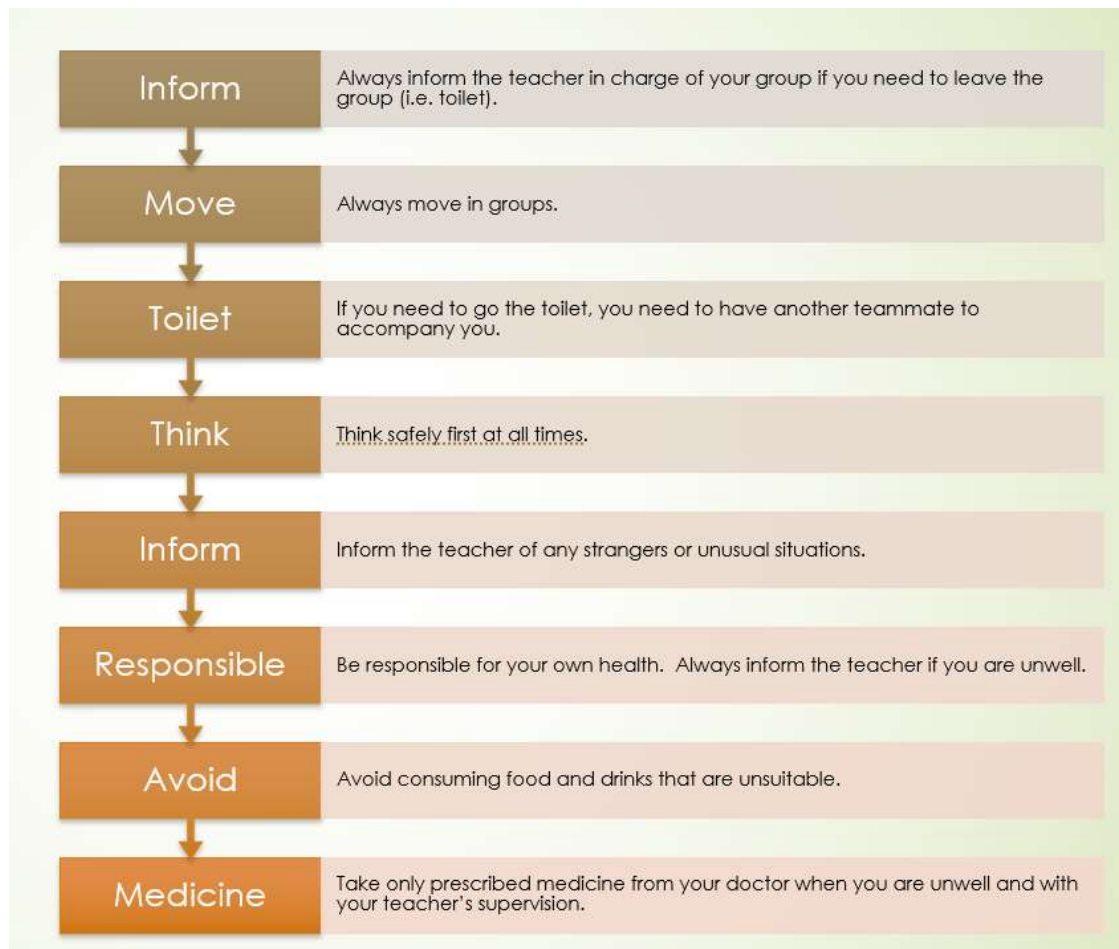 Inform
Always inform the teacher in charge of your group if you need to leave the
group (i.e. toilet).
Move
Always move in groups.
Toilet
If you need to go the toilet, you need to have another teammate to
accompany you.
Think
Think safely first at all times.
Inform
Inform the teacher of any strangers or unusual situations.
Responsible
Be responsible for your own health.  Always inform the teacher if you are unwell.
Avoid
Avoid consuming food and drinks that are unsuitable.
Medicine
Take only prescribed medicine from your doctor when you are unwell and with
your teacher’s supervision.